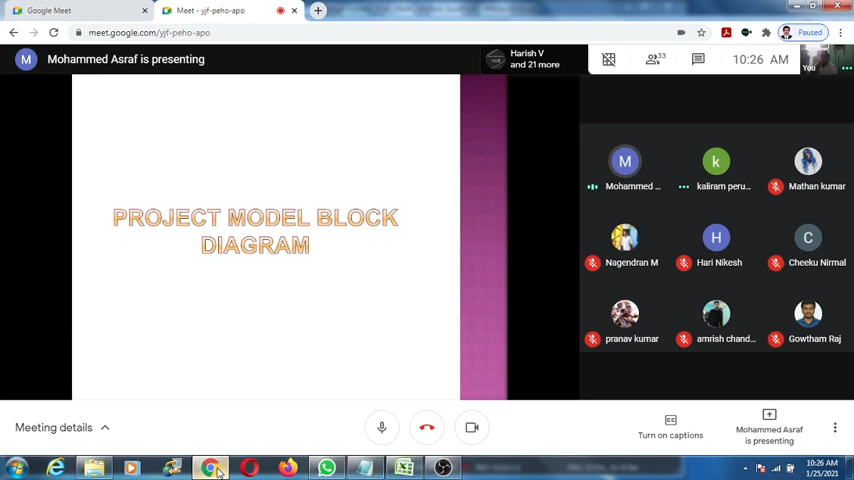 Google Meet
Meet - yjf-peho-apo
meet.google.com/yjf-peho-apo
Paused
M
Mohammed Asraf is presenting
Harish V
and 21 more
33
10:26 AM
You
PROJECT MODEL BLOCK
DIAGRAM
M
k
Mohammed ...
kaliram peru...
Mathan kumar
H
C
Nagendran M
Hari Nikesh
Cheeku Nirmal
pranav kumar
amrish chand...
Gowtham Raj
Meeting details
Turn on captions
Mohammed Asraf
is presenting
10:26 AM
1/25/2021